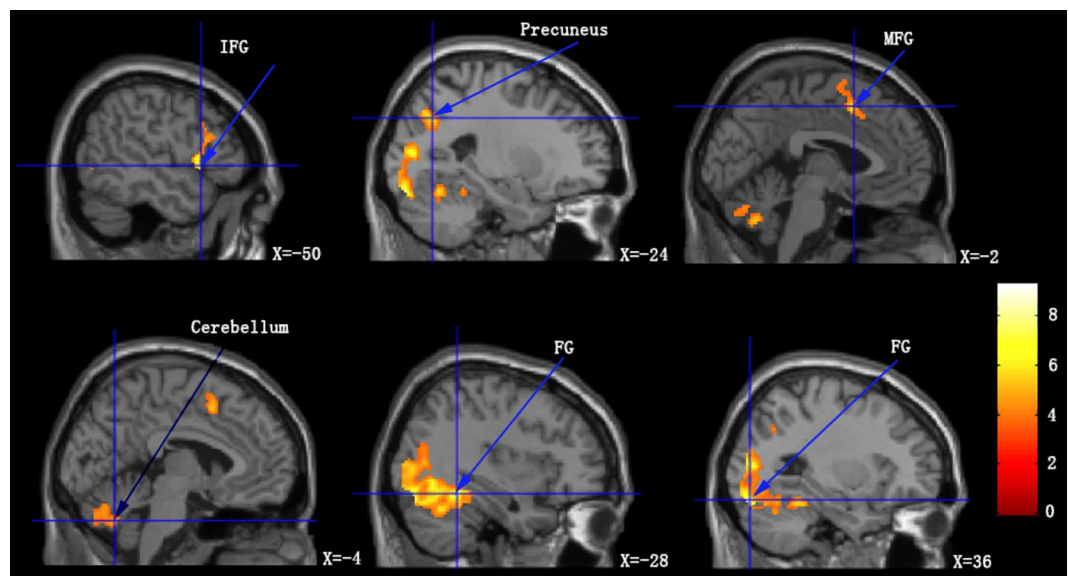 IFG
Precuneus
MFG
X=-50
X=-24
X=-2
Cerebellum
FG
FG
8
6
4
2
0
X=-4
X=-28
X=36